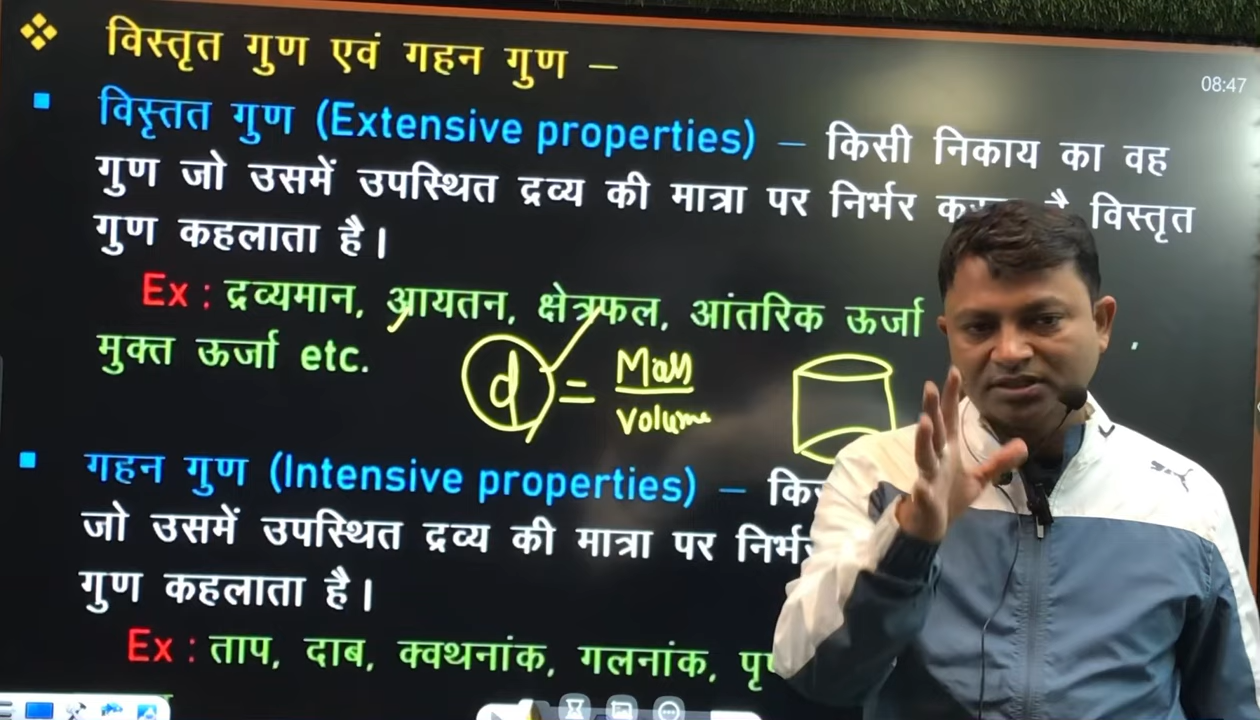 ❖ विस्तृत गुण एवं गहन गुण –
08:47
▪ विस्तृत गुण (Extensive properties) – किसी निकाय का वह
गुण जो उसमें उपस्थित द्रव्य की मात्रा पर निर्भर है विस्तृत
गुण कहलाता है।
Ex : द्रव्यमान, आयतन, क्षेत्रफल, आंतरिक ऊर्जा ,
मुक्त ऊर्जा etc.
d = Mass
Volume
▪ गहन गुण (Intensive properties) –
जो उसमें उपस्थित द्रव्य की मात्रा पर
गुण कहलाता है।
Ex : ताप, दाब, क्वथनांक, गलनांक,